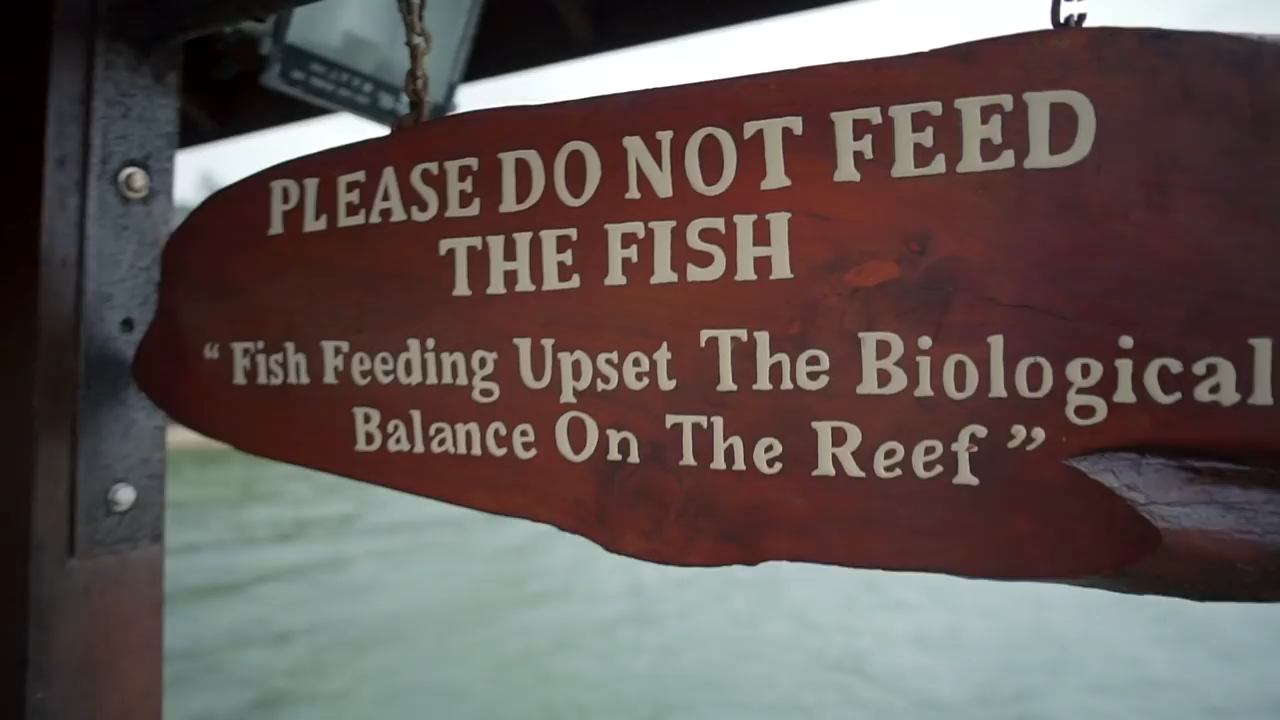 PLEASE DO NOT FEED
THE FISH
“ Fish Feeding Upset The Biological
Balance On The Reef ”